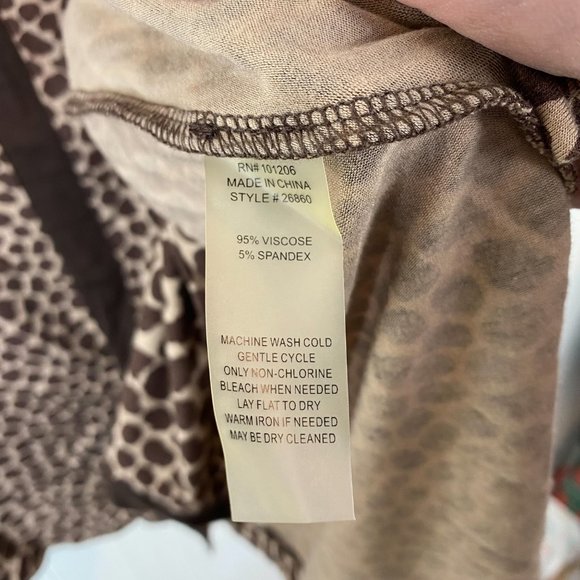 RN# 101206
MADE IN CHINA
STYLE # 26860
95% VISCOSE
5% SPANDEX
MACHINE WASH COLD
GENTLE CYCLE
ONLY NON-CHLORINE
BLEACH WHEN NEEDED
LAY FLAT TO DRY
WARM IRON IF NEEDED
MAY BE DRY CLEANED